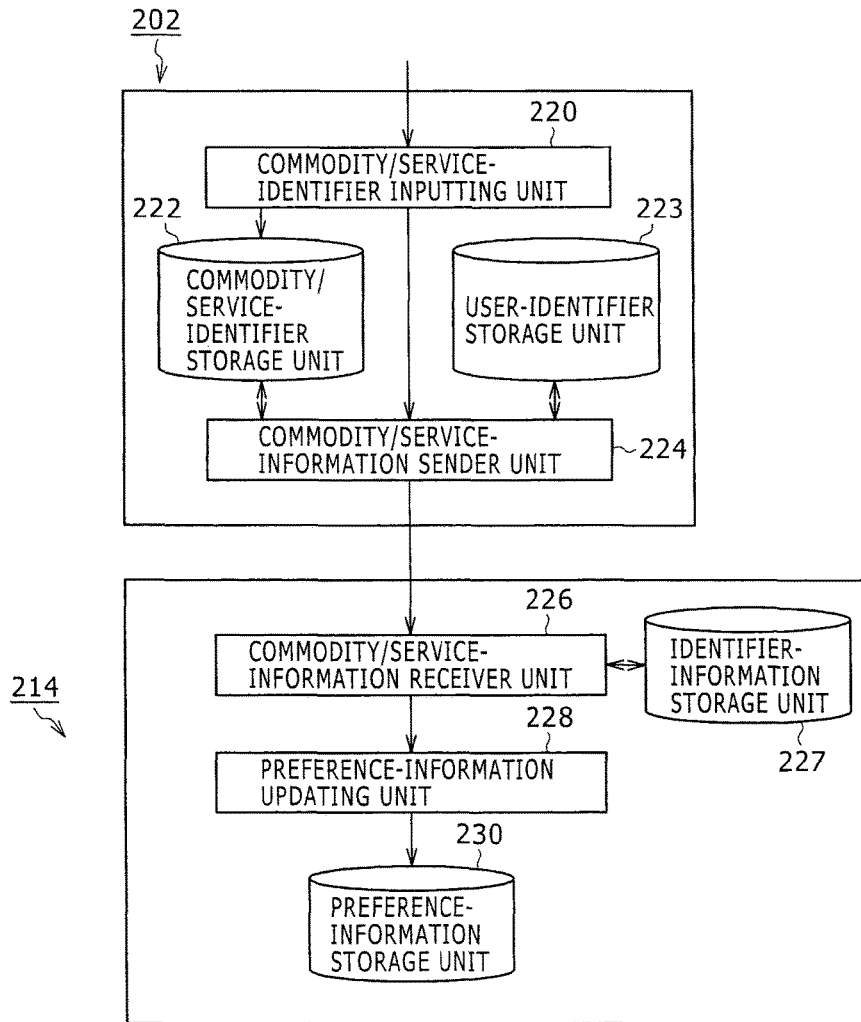 202
220
COMMODITY/SERVICE-
IDENTIFIER INPUTTING UNIT
222
223
COMMODITY/
SERVICE-
IDENTIFIER
STORAGE UNIT
USER-IDENTIFIER
STORAGE UNIT
COMMODITY/SERVICE-
INFORMATION SENDER UNIT
224
226
COMMODITY/SERVICE-
INFORMATION RECEIVER UNIT
IDENTIFIER-
INFORMATION
STORAGE UNIT
214
227
228
PREFERENCE-INFORMATION
UPDATING UNIT
230
PREFERENCE-
INFORMATION
STORAGE UNIT